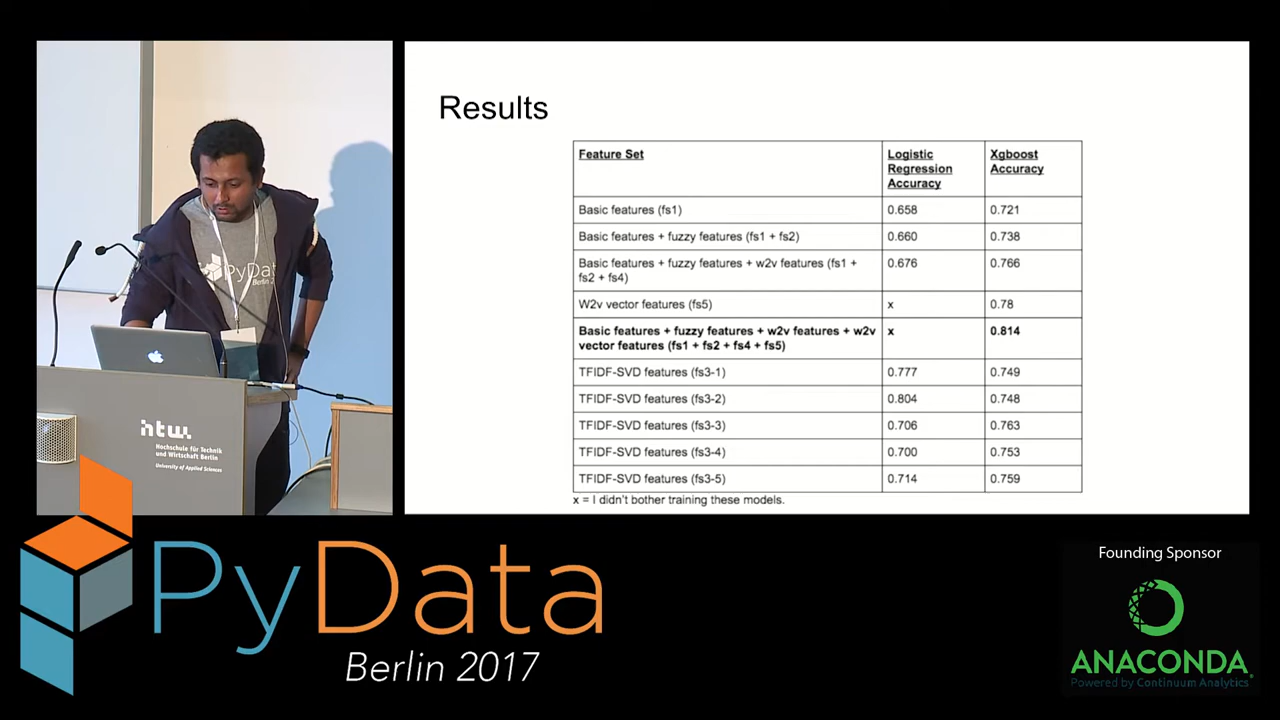 Results
Feature Set
Logistic
Regression
Accuracy
Xgboost
Accuracy
Basic features (fs1)
0.658
0.721
Basic features + fuzzy features (fs1 + fs2)
0.660
0.738
Basic features + fuzzy features + w2v features (fs1 +
fs2 + fs4)
0.676
0.766
W2v vector features (fs5)
x
0.78
Basic features + fuzzy features + w2v features + w2v
vector features (fs1 + fs2 + fs4 + fs5)
x
0.814
TFIDF-SVD features (fs3-1)
0.777
0.749
TFIDF-SVD features (fs3-2)
0.804
0.748
TFIDF-SVD features (fs3-3)
0.706
0.763
TFIDF-SVD features (fs3-4)
0.700
0.753
TFIDF-SVD features (fs3-5)
0.714
0.759
x = I didn't bother training these models.
PyData
Berlin 2
htw
Hochschule für Technik
und Wirtschaft Berlin
University of Applied Sciences
PyData
Berlin 2017
Founding Sponsor
ANACONDA
Powered by Continuum Analytics